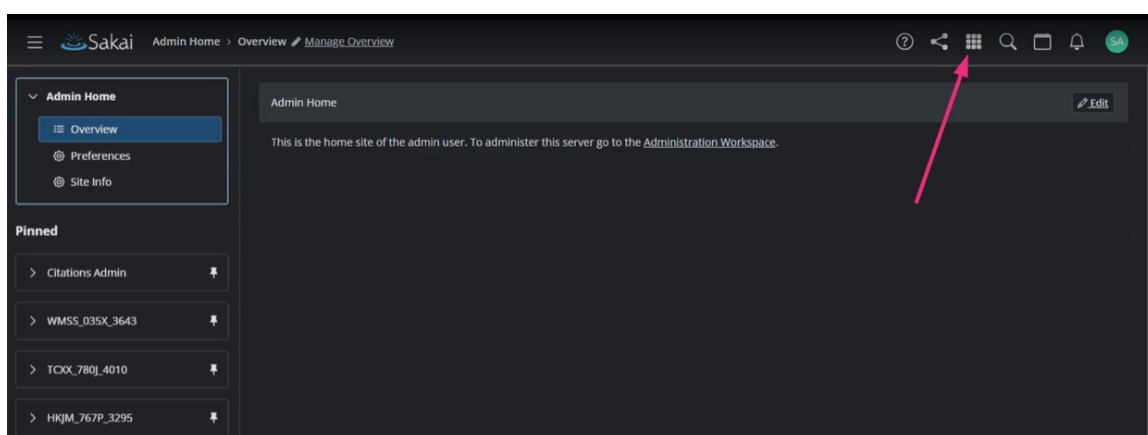 Sakai Admin Home > Overview Manage Overview SA
Admin Home
Overview
Preferences
Site Info
Pinned
Citations Admin
WMSS_035X_3643
TCXX_780J_4010
HKJM_767P_3295
Admin Home Edit
This is the home site of the admin user. To administer this server go to the Administration Workspace.